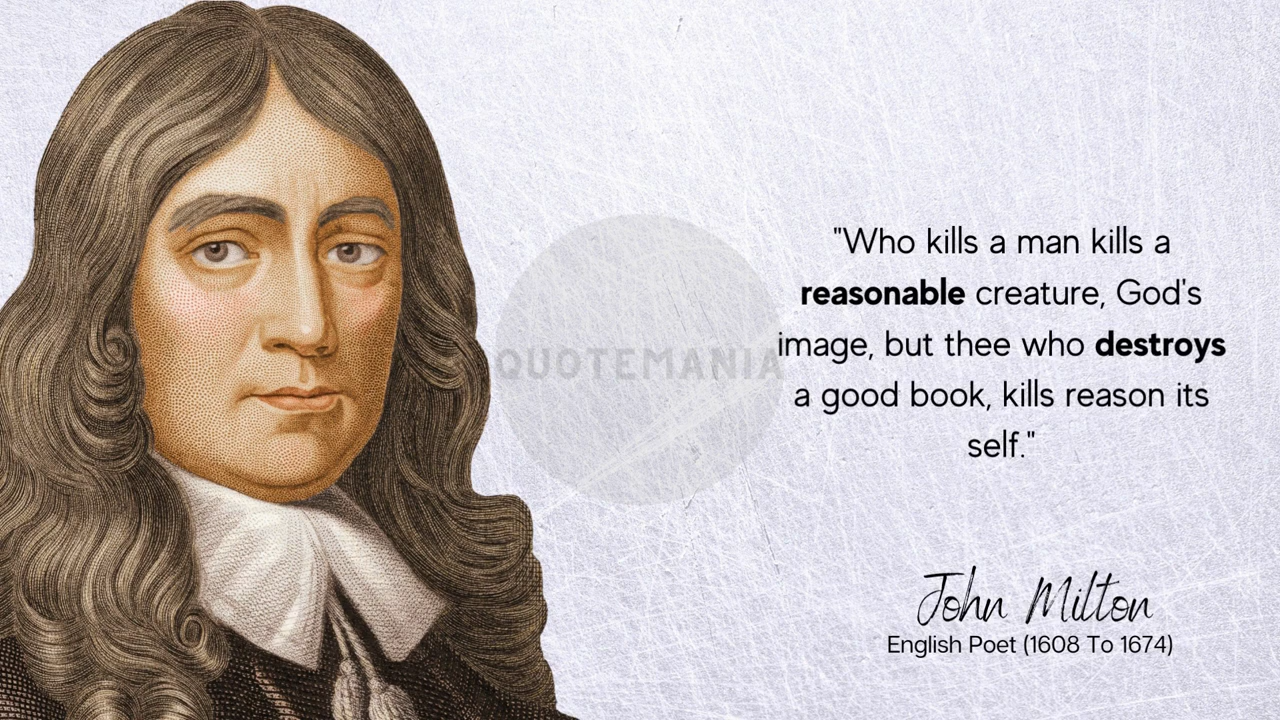 "Who kills a man kills a
reasonable creature, God's
image, but thee who destroys
a good book, kills reason its
self."
QUOTEMANIA
John Milton
English Poet (1608 To 1674)